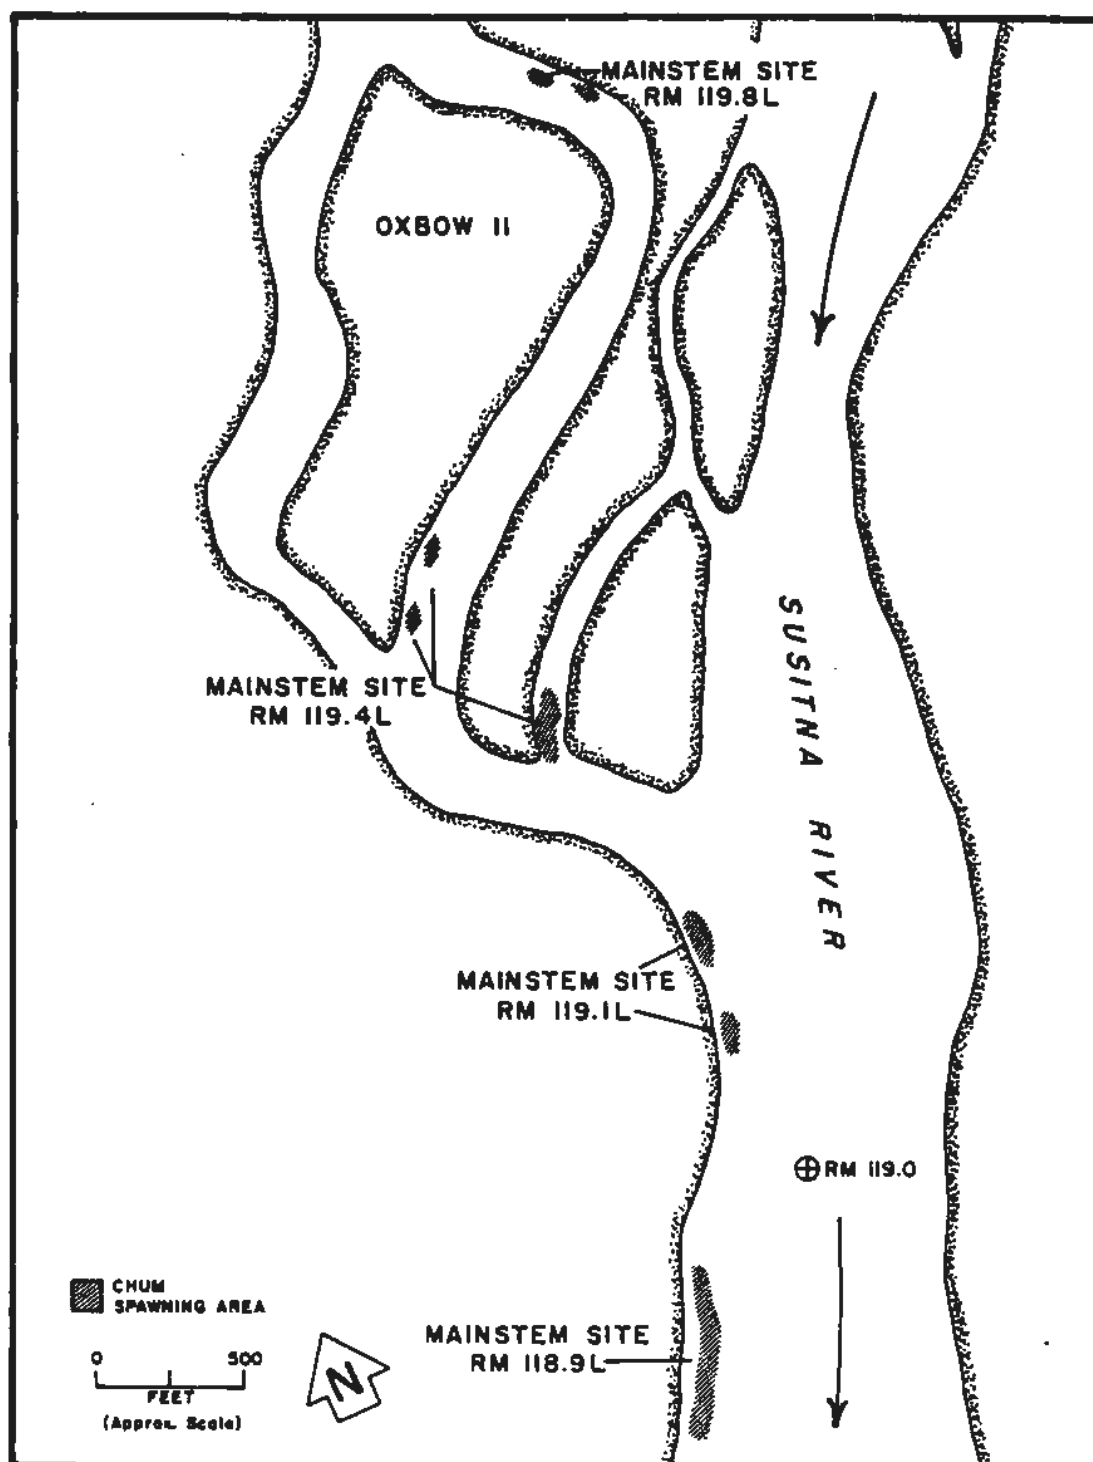 MAINSTEM SITE
RM 119.8L
OXBOW II
SUSITNA RIVER
MAINSTEM SITE
RM 119.4L
MAINSTEM SITE
RM 119.1L
⊕ RM 119.0
CHUM
SPAWNING AREA
MAINSTEM SITE
RM 118.9L
0 500
FEET
(Approx. Scale)
N